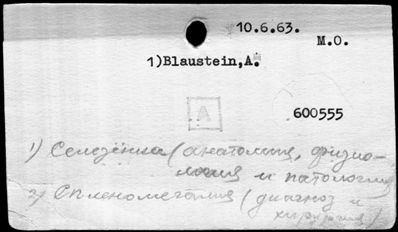 10.6.63.
М.О.
1)Blaustein,A.
A
600555
1) Селезёнка (анатомия, физио-
логия и патология
2) Спленомегалия (диагноз и
хирургия)